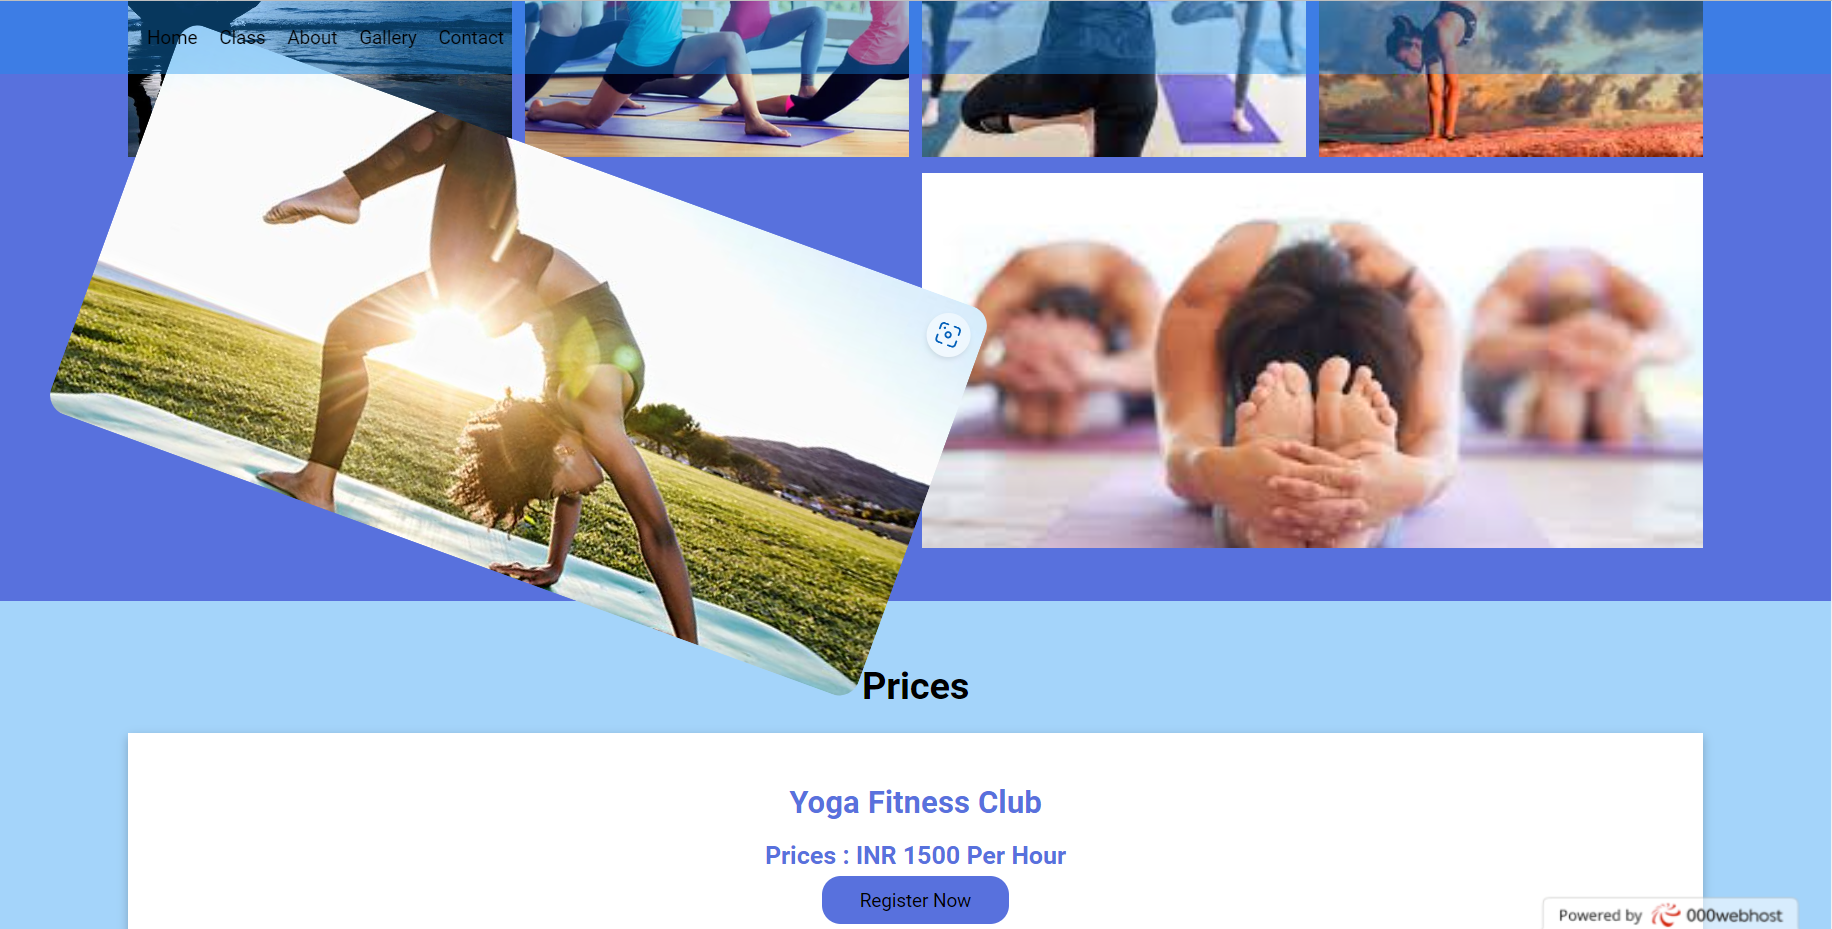 Home Class About Gallery Contact
Prices
Yoga Fitness Club
Prices : INR 1500 Per Hour
Register Now
Powered by 000webhost